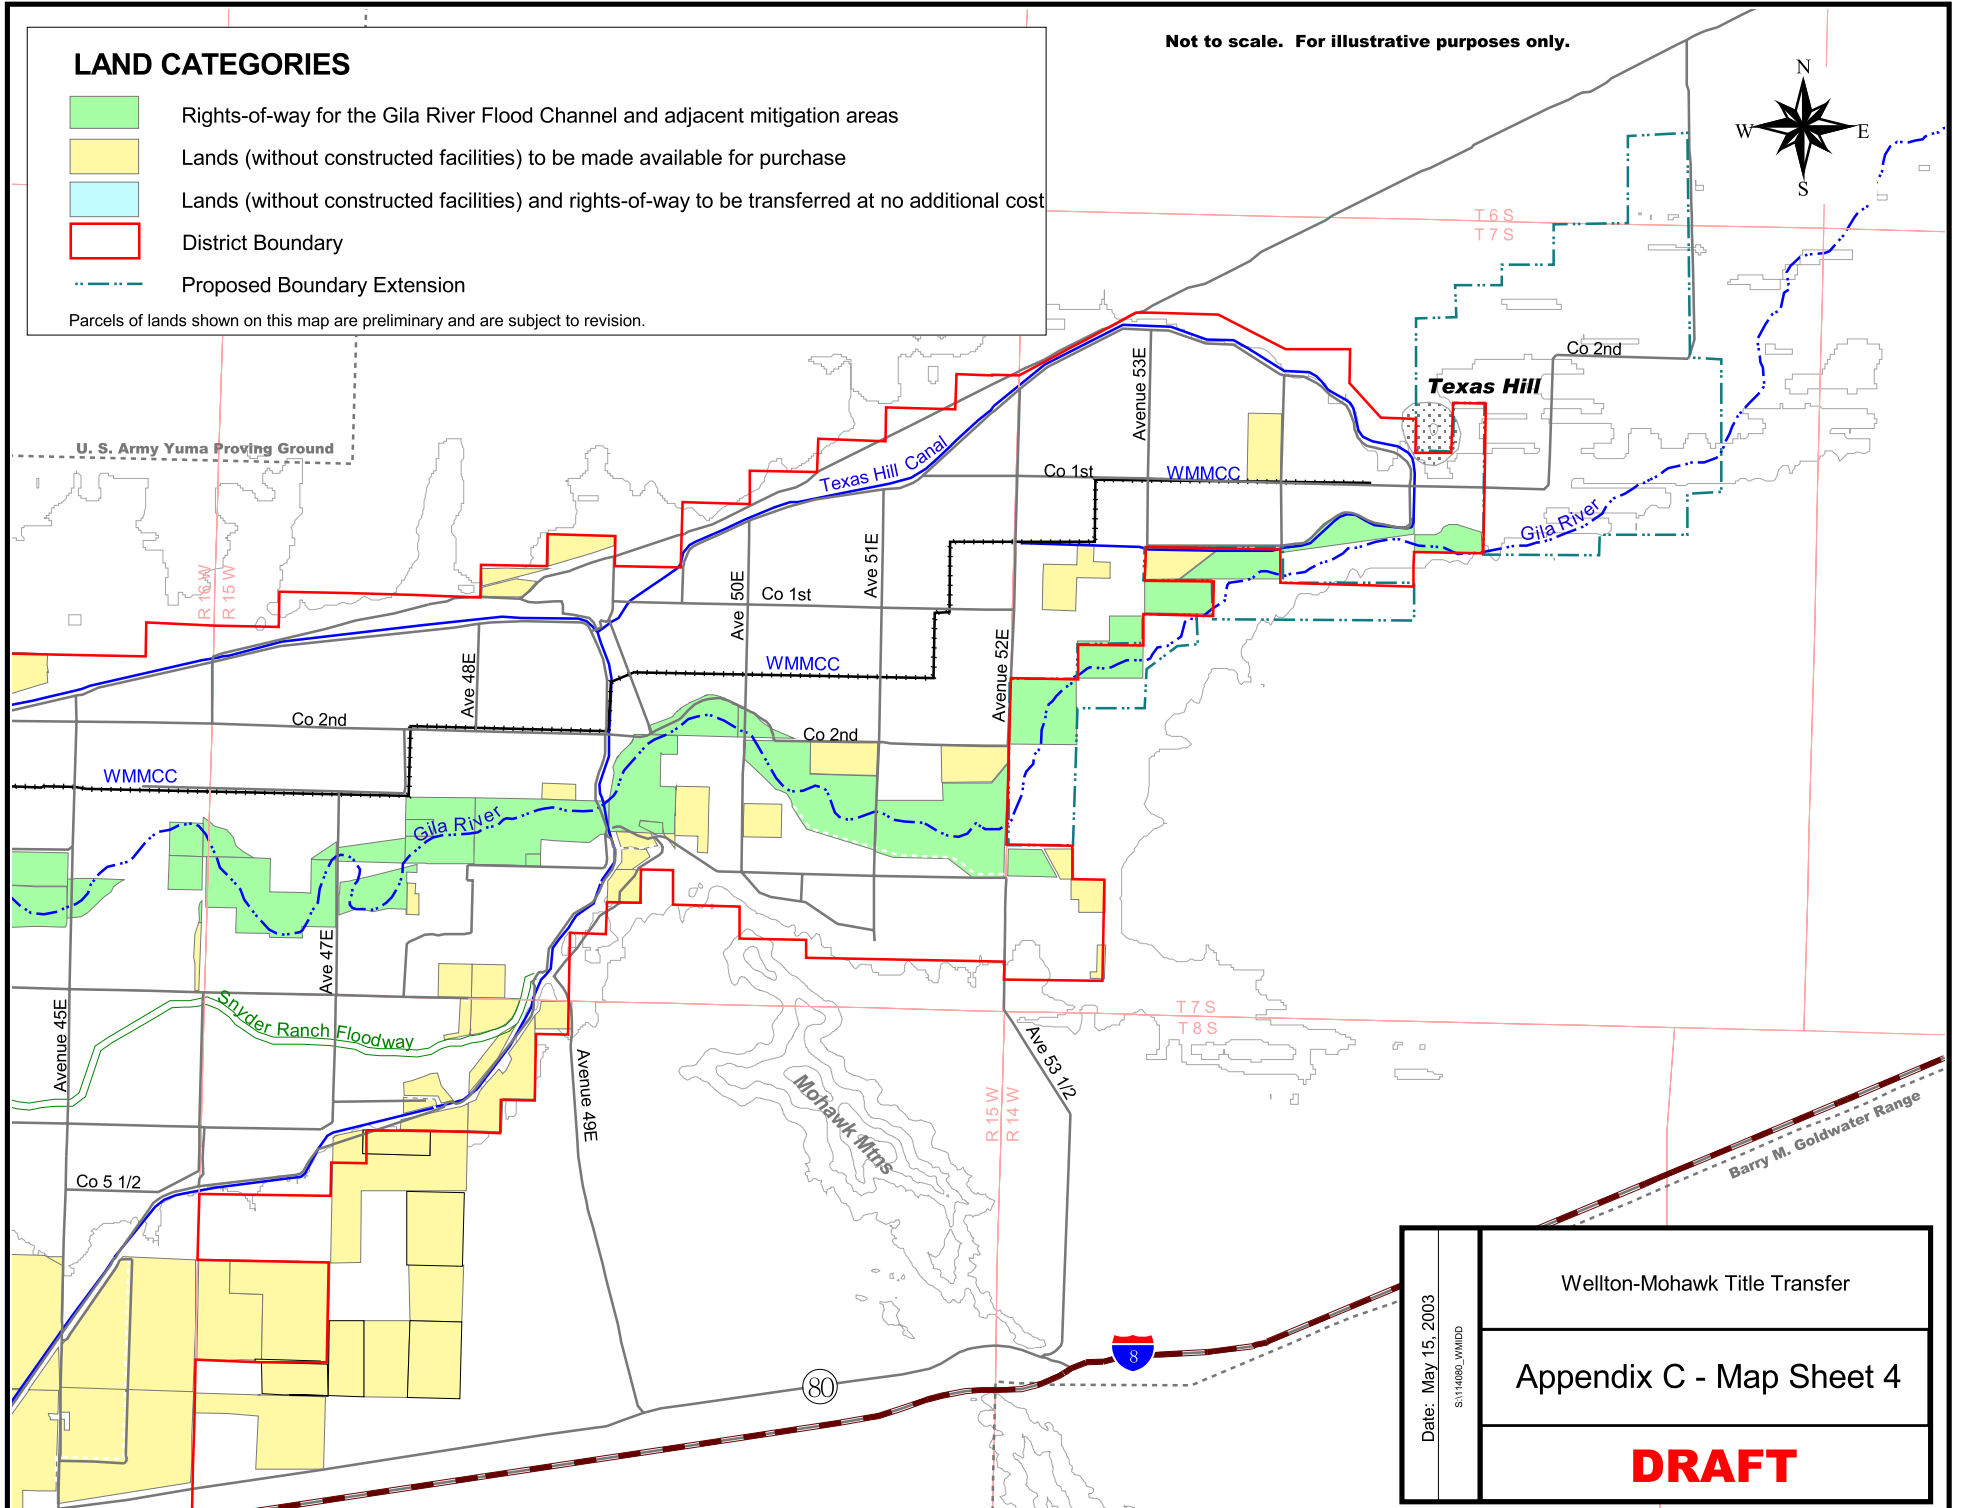 LAND CATEGORIES
Rights-of-way for the Gila River Flood Channel and adjacent mitigation areas
Lands (without constructed facilities) to be made available for purchase
Lands (without constructed facilities) and rights-of-way to be transferred at no additional cost
District Boundary
Proposed Boundary Extension
Parcels of lands shown on this map are preliminary and are subject to revision.
Not to scale. For illustrative purposes only.
N
W
E
S
T 6 S
T 7 S
Co 2nd
Texas Hill
Avenue 53E
U. S. Army Yuma Proving Ground
Texas Hill Canal
Co 1st
WMMCC
Gila River
Ave 51E
R 16 W
R 15 W
Ave 50E
Co 1st
Ave 48E
WMMCC
Avenue 52E
Co 2nd
Co 2nd
WMMCC
Gila River
Ave 47E
Snyder Ranch Floodway
Avenue 45E
T 7 S
T 8 S
Avenue 49E
Ave 53 1/2
R 15 W
R 14 W
Mohawk Mtns
Barry M. Goldwater Range
Co 5 1/2
80
8
Date: May 15, 2003
S:\114080_WMIDD
Wellton-Mohawk Title Transfer
Appendix C - Map Sheet 4
DRAFT